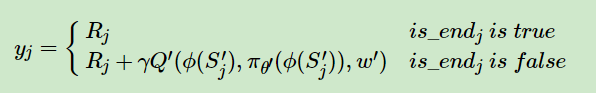 y_j = { R_j is_end_j is true
R_j + γQ'(ϕ(S'_j), π_θ'(ϕ(S'_j)), w') is_end_j is false